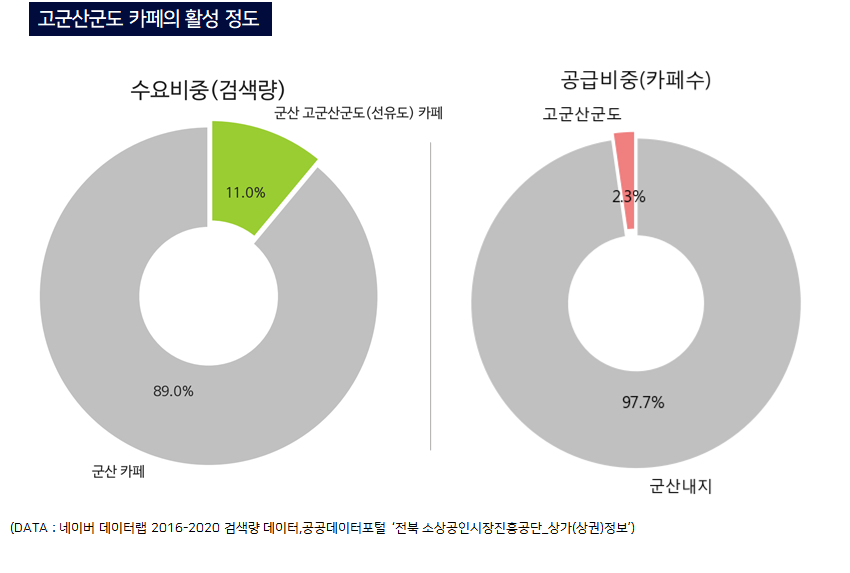 고군산군도 카페의 활성 정도
수요비중(검색량)
군산 고군산군도(선유도) 카페
11.0%
89.0%
군산 카페
공급비중(카페수)
고군산군도
2.3%
97.7%
군산내지
(DATA : 네이버 데이터랩 2016-2020 검색량 데이터,공공데이터포털 ‘전북 소상공인시장진흥공단_상가(상권)정보’)